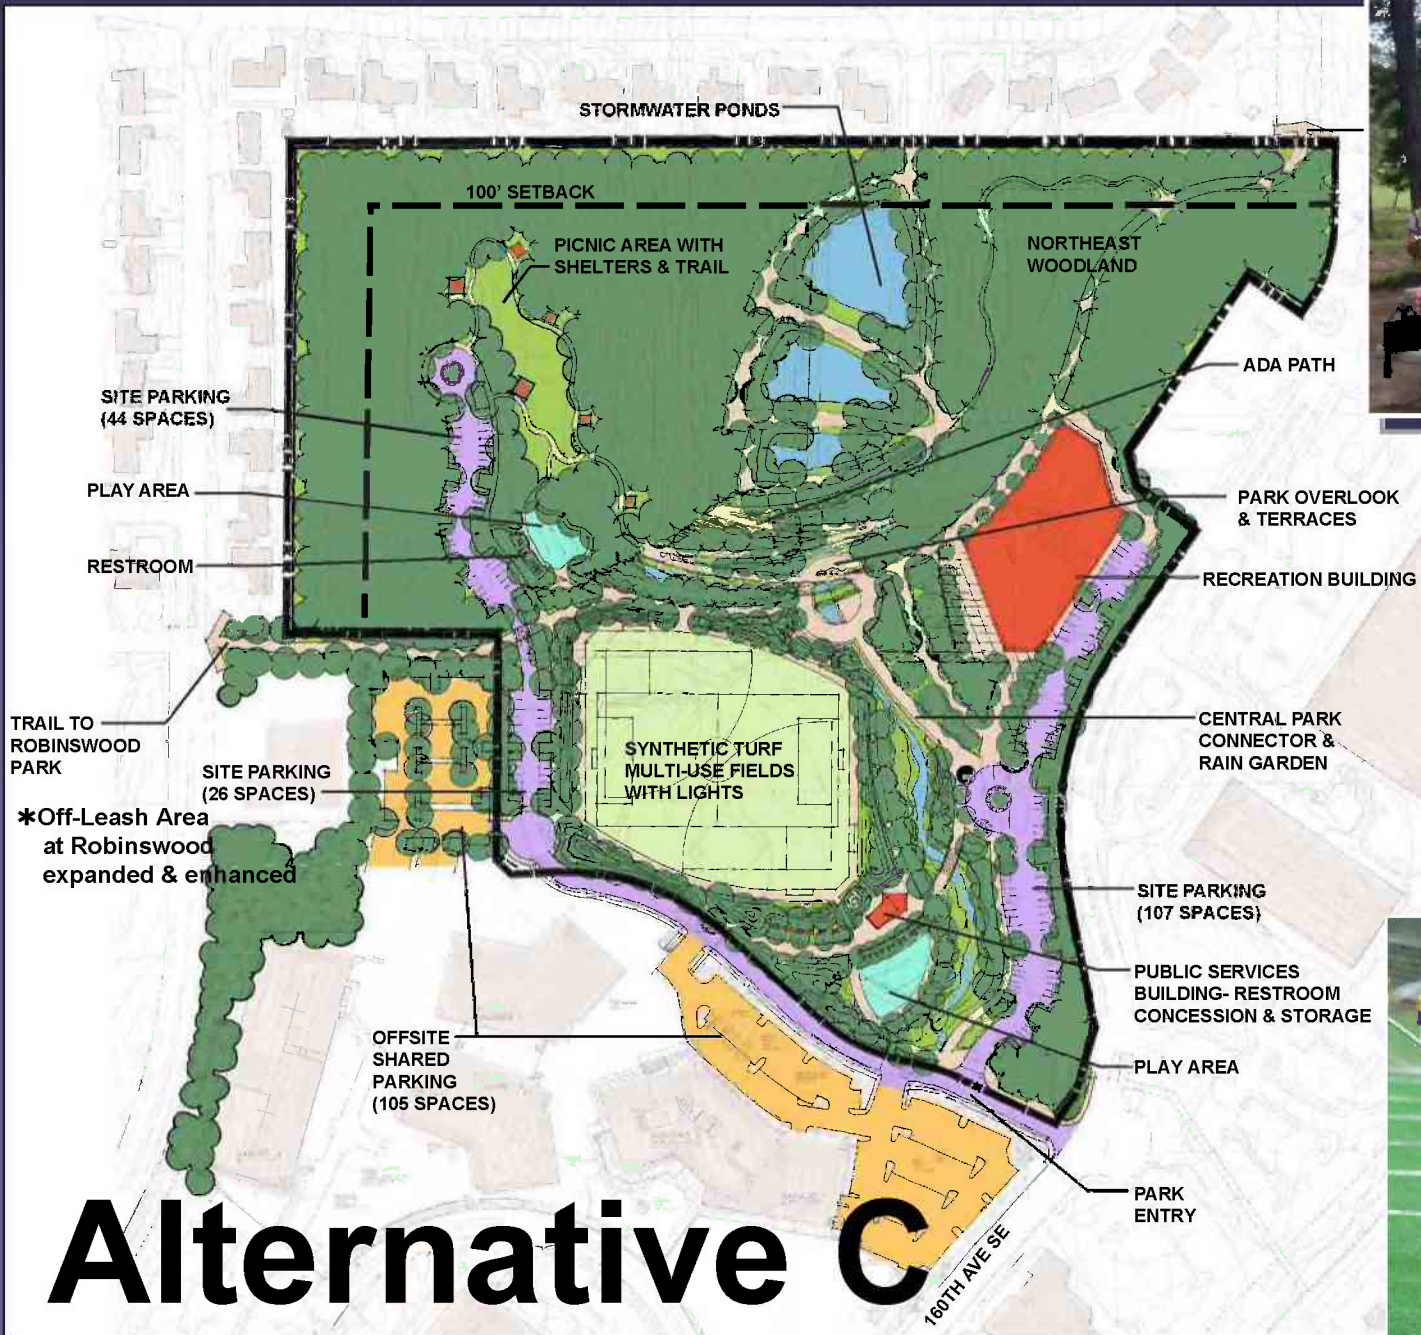 STORMWATER PONDS
100' SETBACK
PICNIC AREA WITH
SHELTERS & TRAIL
NORTHEAST
WOODLAND
ADA PATH
SITE PARKING
(44 SPACES)
PLAY AREA
PARK OVERLOOK
& TERRACES
RESTROOM
RECREATION BUILDING
TRAIL TO
ROBINSWOOD
PARK
CENTRAL PARK
CONNECTOR &
RAIN GARDEN
SYNTHETIC TURF
MULTI-USE FIELDS
WITH LIGHTS
SITE PARKING
(26 SPACES)
*Off-Leash Area
at Robinswood
expanded & enhanced
SITE PARKING
(107 SPACES)
PUBLIC SERVICES
BUILDING- RESTROOM
CONCESSION & STORAGE
OFFSITE
SHARED
PARKING
(105 SPACES)
PLAY AREA
PARK
ENTRY
160TH AVE SE
Alternative C